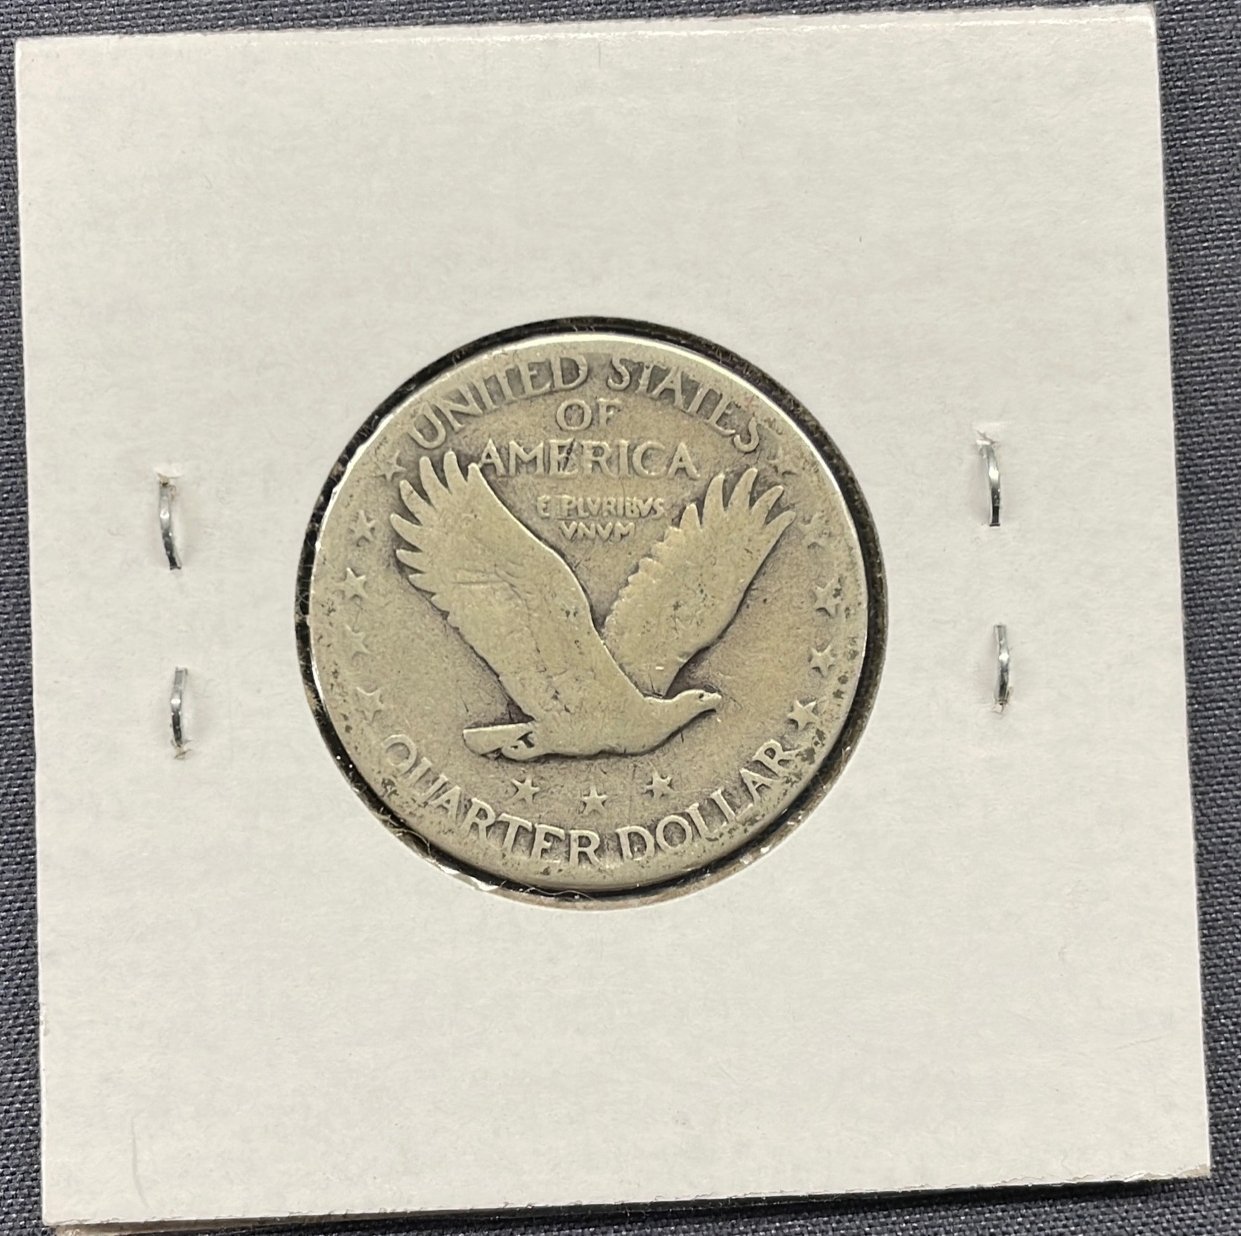 UNITED STATES
OF
AMERICA
E PLVRIBVS
VNVM
QUARTER DOLLAR